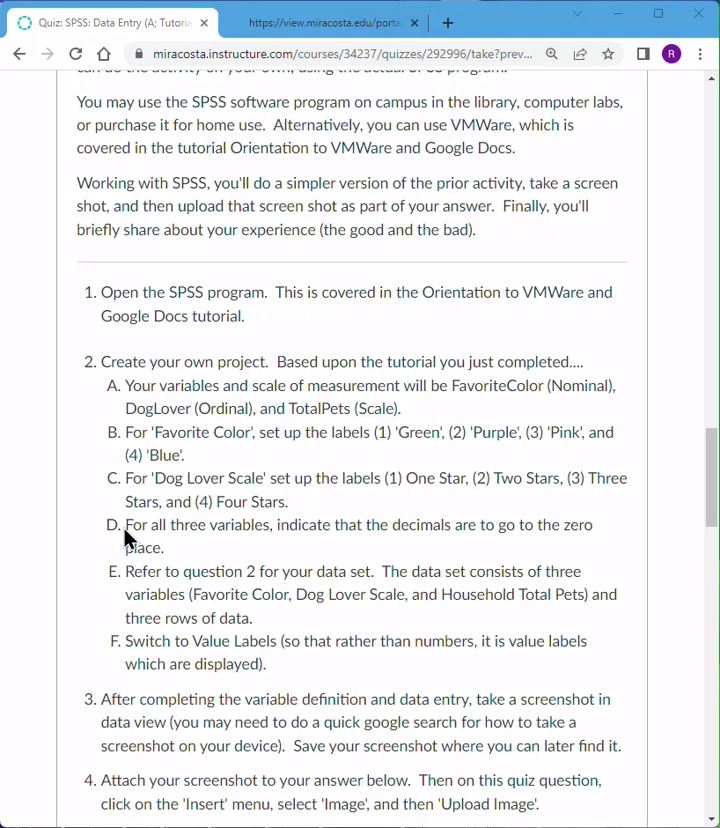 Quiz: SPSS: Data Entry (A; Tutoria
https://view.miracosta.edu/porta
miracosta.instructure.com/courses/34237/quizzes/292996/take?prev...
R
You may use the SPSS software program on campus in the library, computer labs,
or purchase it for home use. Alternatively, you can use VMWare, which is
covered in the tutorial Orientation to VMWare and Google Docs.
Working with SPSS, you'll do a simpler version of the prior activity, take a screen
shot, and then upload that screen shot as part of your answer. Finally, you'll
briefly share about your experience (the good and the bad).
1. Open the SPSS program. This is covered in the Orientation to VMWare and
Google Docs tutorial.
2. Create your own project. Based upon the tutorial you just completed....
A. Your variables and scale of measurement will be FavoriteColor (Nominal),
DogLover (Ordinal), and TotalPets (Scale).
B. For 'Favorite Color', set up the labels (1) 'Green', (2) 'Purple', (3) 'Pink', and
(4) 'Blue'.
C. For 'Dog Lover Scale' set up the labels (1) One Star, (2) Two Stars, (3) Three
Stars, and (4) Four Stars.
D. For all three variables, indicate that the decimals are to go to the zero
place.
E. Refer to question 2 for your data set. The data set consists of three
variables (Favorite Color, Dog Lover Scale, and Household Total Pets) and
three rows of data.
F. Switch to Value Labels (so that rather than numbers, it is value labels
which are displayed).
3. After completing the variable definition and data entry, take a screenshot in
data view (you may need to do a quick google search for how to take a
screenshot on your device). Save your screenshot where you can later find it.
4. Attach your screenshot to your answer below. Then on this quiz question,
click on the 'Insert' menu, select 'Image', and then 'Upload Image'.